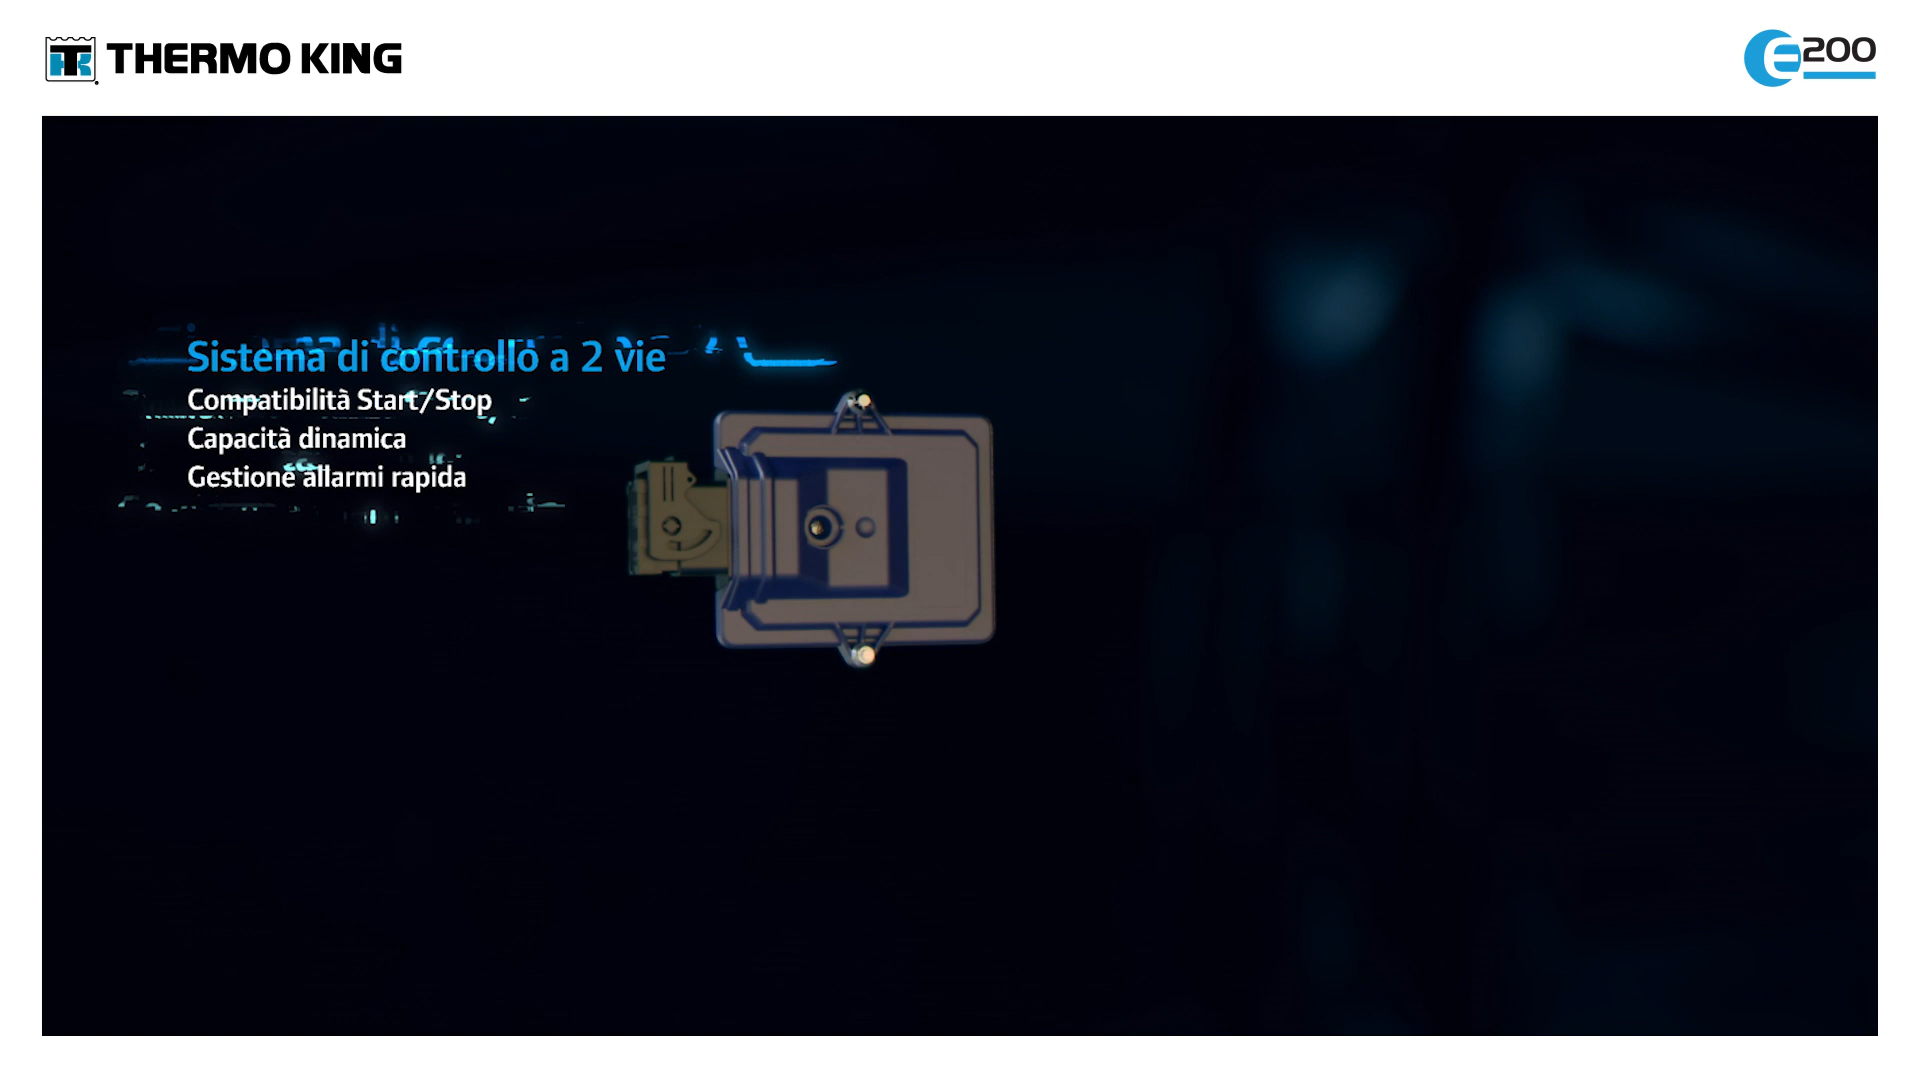 THERMO KING
e200
Sistema di controllo a 2 vie
Compatibilità Start/Stop
Capacità dinamica
Gestione allarmi rapida